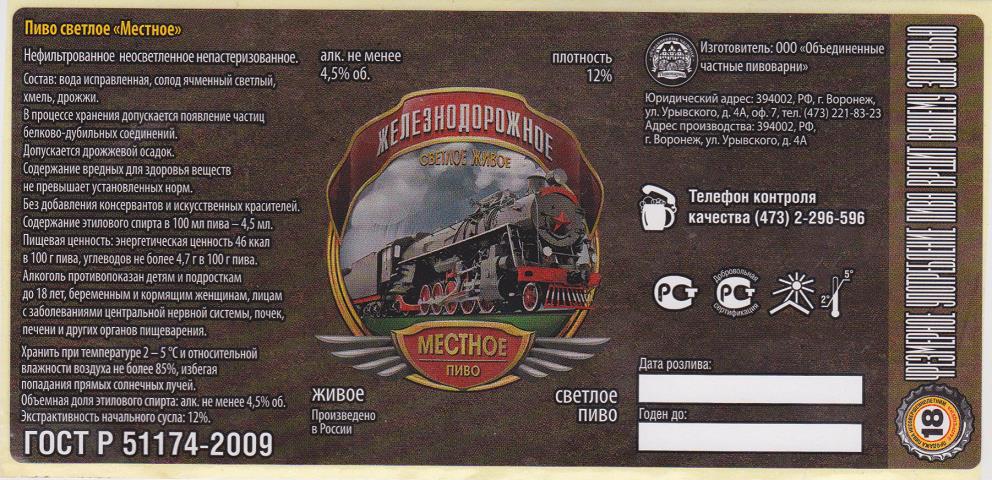 Пиво светлое «Местное»
Нефильтрованное неосветленное непастеризованное.
Состав: вода исправленная, солод ячменный светлый,
хмель, дрожжи.
В процессе хранения допускается появление частиц
белково-дубильных соединений.
Допускается дрожжевой осадок.
Содержание вредных для здоровья веществ
не превышает установленных норм.
Без добавления консервантов и искусственных красителей.
Содержание этилового спирта в 100 мл пива – 4,5 мл.
Пищевая ценность: энергетическая ценность 46 ккал
в 100 г пива, углеводов не более 4,7 г в 100 г пива.
Алкоголь противопоказан детям и подросткам
до 18 лет, беременным и кормящим женщинам, лицам
с заболеваниями центральной нервной системы, почек,
печени и других органов пищеварения.
Хранить при температуре 2 – 5 °С и относительной
влажности воздуха не более 85%, избегая
попадания прямых солнечных лучей.
Объемная доля этилового спирта: алк. не менее 4,5% об.
Экстрактивность начального сусла: 12%.
ГОСТ Р 51174-2009
алк. не менее
4,5% об.
плотность
12%
ЖЕЛЕЗНОДОРОЖНОЕ
СВЕТЛОЕ ЖИВОЕ
МЕСТНОЕ
ПИВО
живое
Произведено
в России
светлое
пиво
Изготовитель: ООО «Объединенные
частные пивоварни»
Юридический адрес: 394002, РФ, г. Воронеж,
ул. Урывского, д. 4А, оф. 7, тел. (473) 221-83-23
Адрес производства: 394002, РФ,
г. Воронеж, ул. Урывского, д. 4А
Телефон контроля
качества (473) 2-296-596
РСТ
Добровольная
РСТ
сертификация
5°
2°
Дата розлива:
Годен до:
ЧРЕЗМЕРНОЕ УПОТРЕБЛЕНИЕ ПИВА ВРЕДИТ ВАШЕМУ ЗДОРОВЬЮ
18